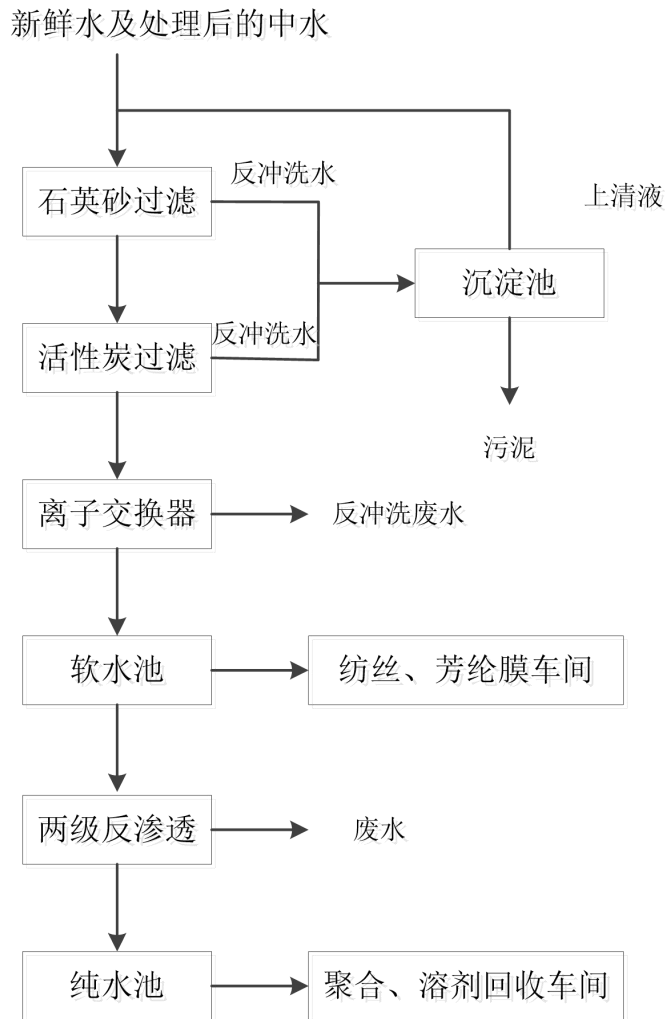 新鲜水及处理后的中水
反冲洗水
上清液
石英砂过滤
沉淀池
反冲洗水
活性炭过滤
污泥
离子交换器
反冲洗废水
软水池
纺丝、芳纶膜车间
两级反渗透
废水
纯水池
聚合、溶剂回收车间